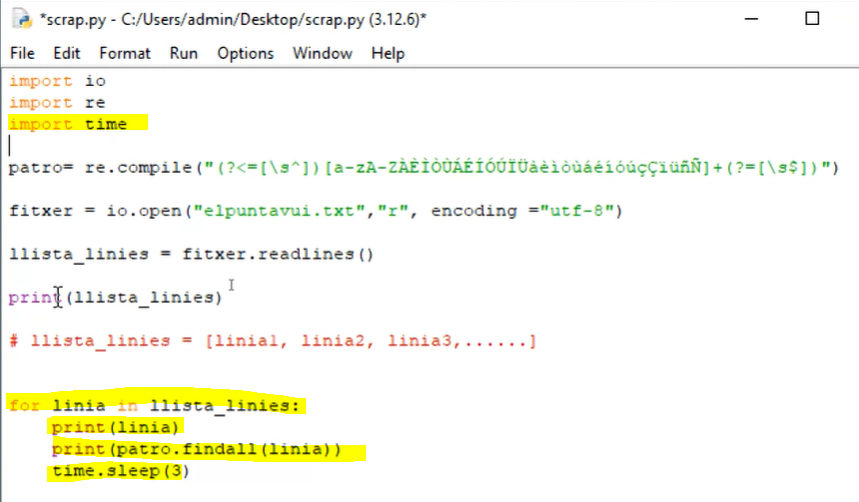 *scrap.py - C:/Users/admin/Desktop/scrap.py (3.12.6)*
File Edit Format Run Options Window Help
import io
import re
import time
patro= re.compile("(?<=[\s^])[a-zA-ZÀÈÌÒÙÁÉÍÓÚÏÜàèìòùáéíóúçÇïüñÑ]+(?=[\s$])")
fitxer = io.open("elpuntavui.txt","r", encoding ="utf-8")
llista_linies = fitxer.readlines()
print(llista_linies)
# llista_linies = [linia1, linia2, linia3,......]
for linia in llista_linies:
    print(linia)
    print(patro.findall(linia))
    time.sleep(3)